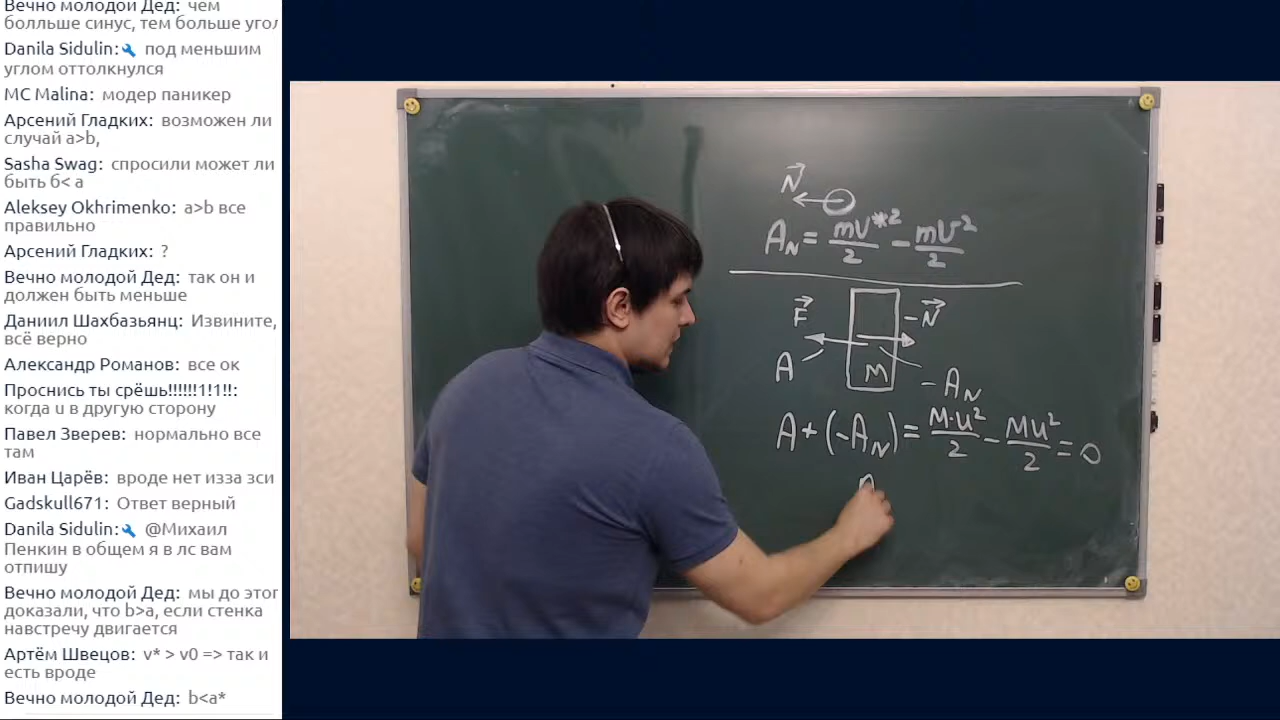 Вечно молодой Дед: чем
болльше синус, тем больше угол
Danila Sidulin: под меньшим
углом оттолкнулся
MC Malina: модер паникер
Арсений Гладких: возможен ли
случай a>b,
Sasha Swag: спросили может ли
быть б< а
Aleksey Okhrimenko: a>b все
правильно
Арсений Гладких: ?
Вечно молодой Дед: так он и
должен быть меньше
Даниил Шахбазьянц: Извините,
всё верно
Александр Романов: все ок
Проснись ты срёшь!!!!!!1!1!!:
когда u в другую сторону
Павел Зверев: нормально все
там
Иван Царёв: вроде нет изза зси
Gadskull671: Ответ верный
Danila Sidulin: @Михаил
Пенкин в общем я в лс вам
отпишу
Вечно молодой Дед: мы до этог
доказали, что b>a, если стенка
навстречу двигается
Артём Швецов: v* > v0 => так и
есть вроде
Вечно молодой Дед: b<a*
N⃗
A_N = mv*²/2 − mv²/2
F⃗ −N⃗
A M −A_N
A + (−A_N) = M·u²/2 − Mu²/2 = 0